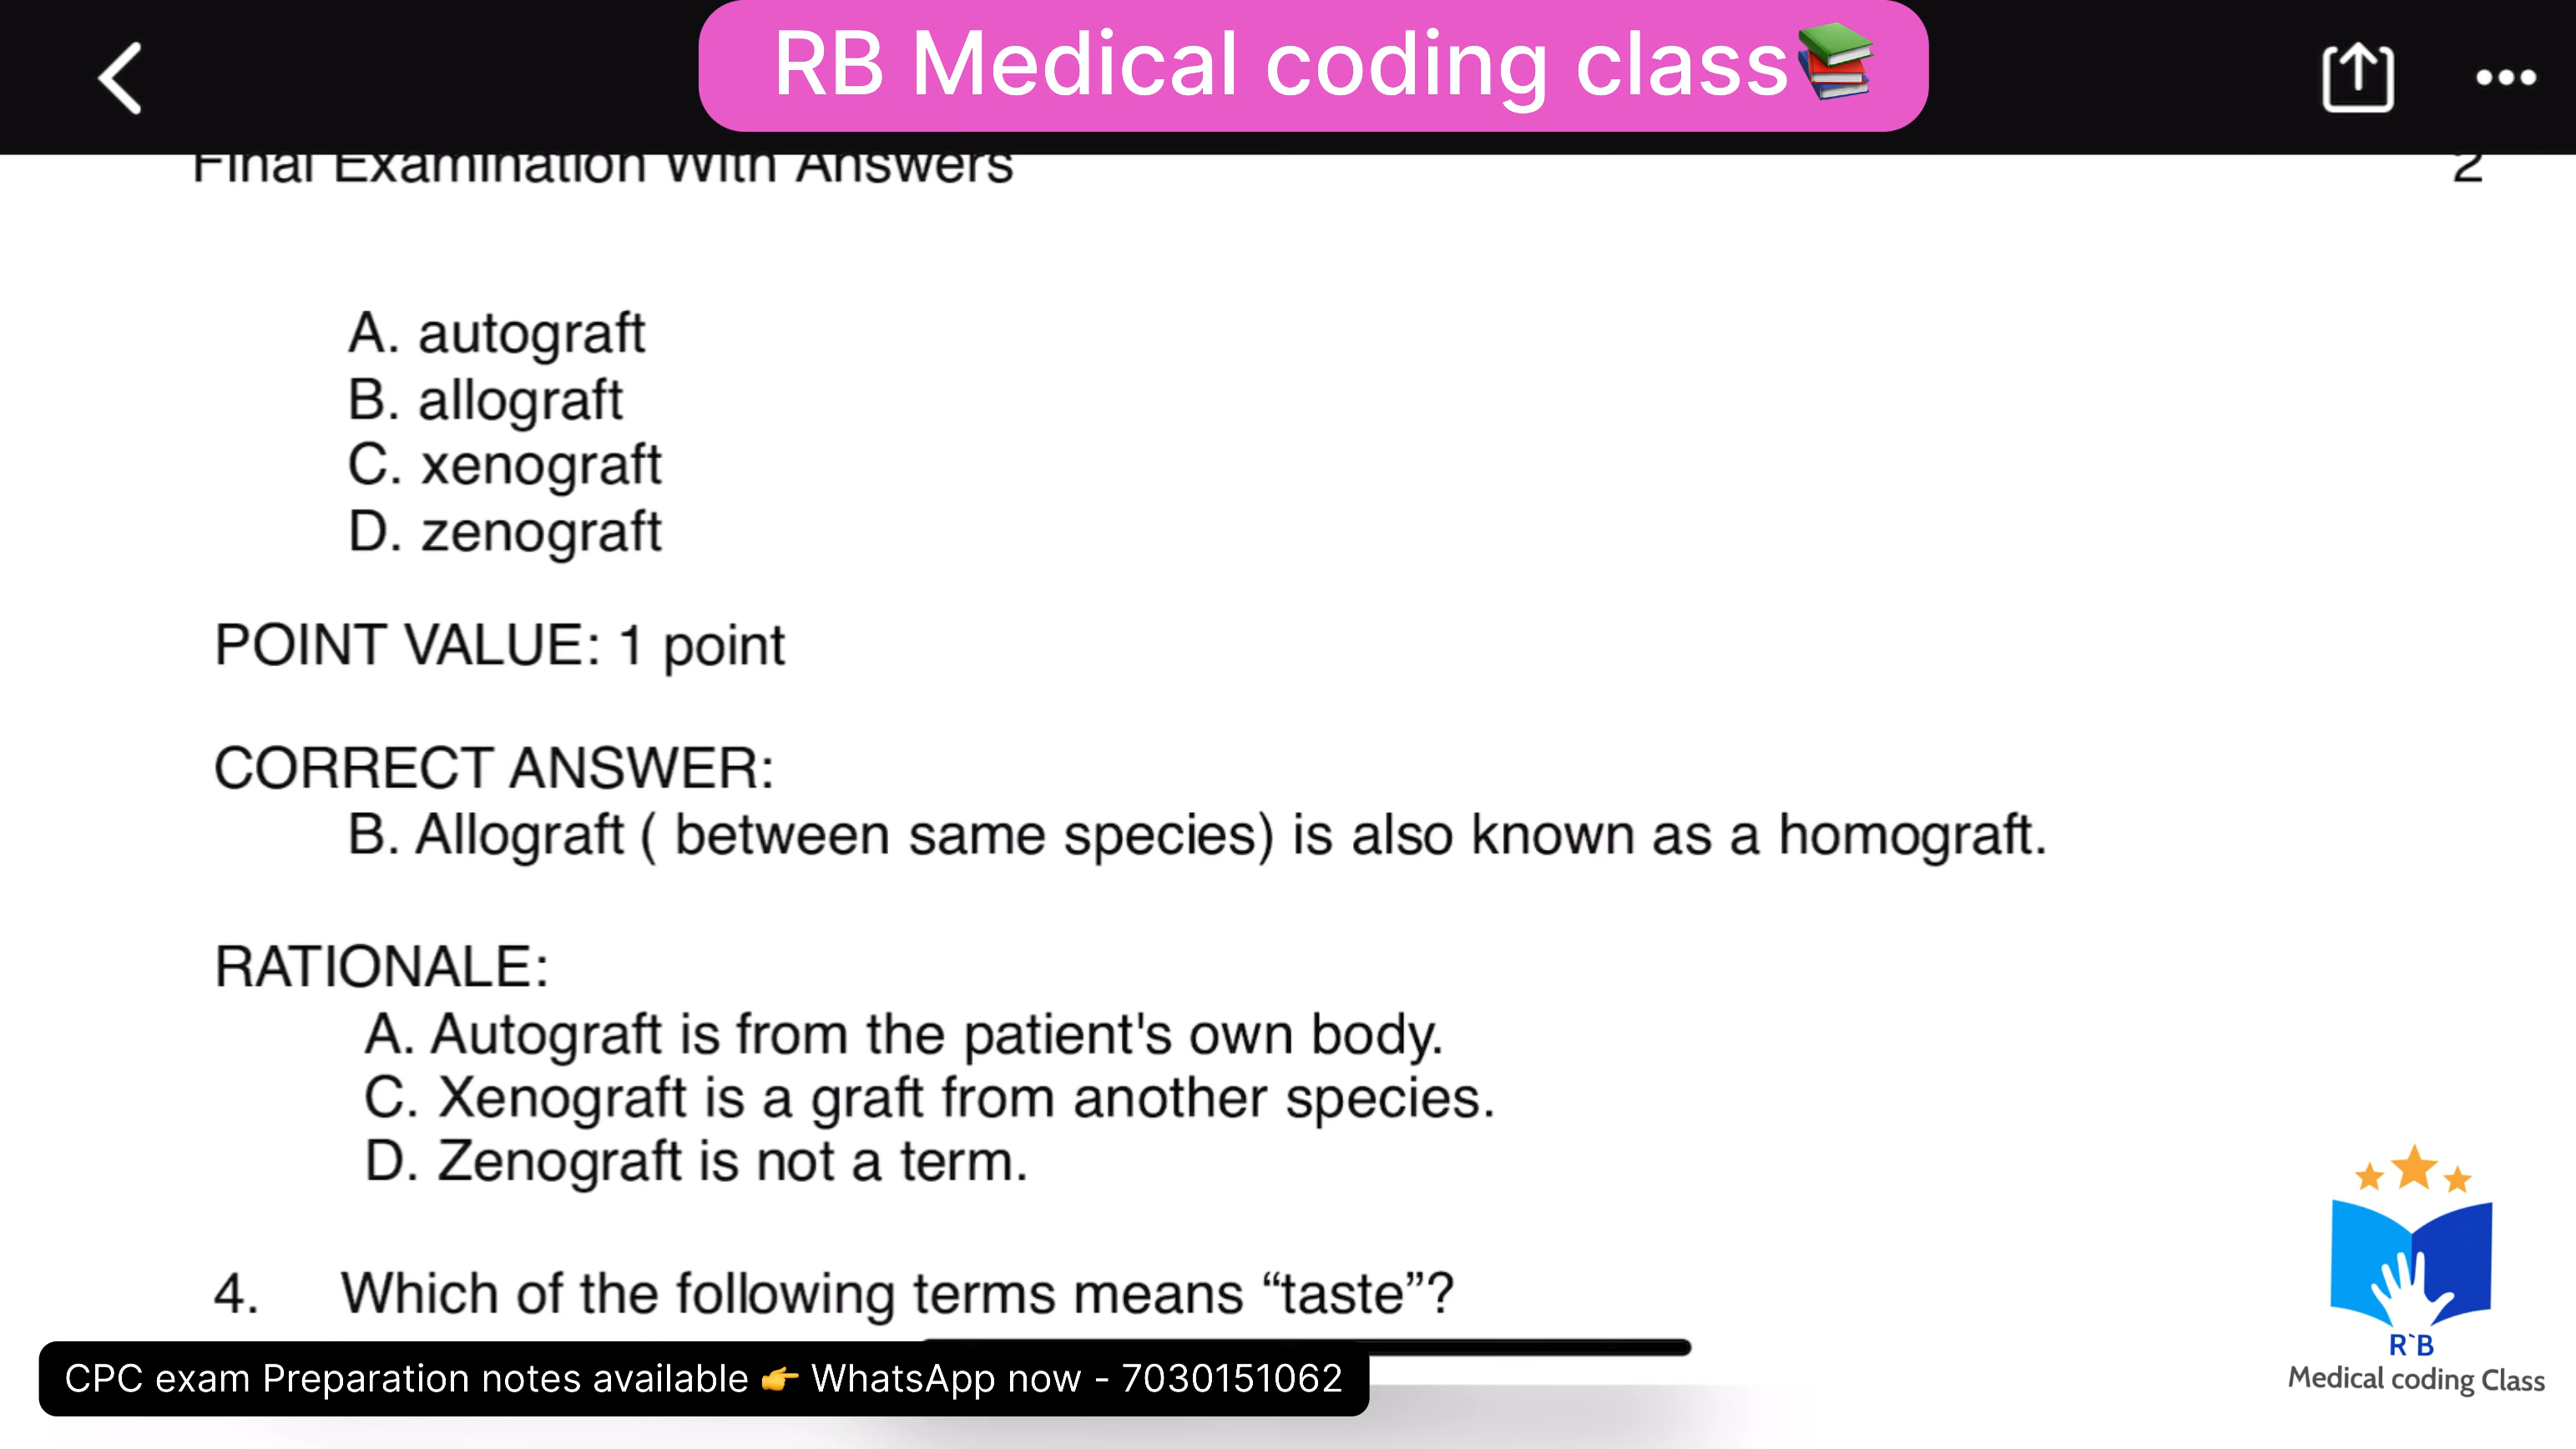 RB Medical coding class📚
Final Examination With Answers 2
A. autograft
B. allograft
C. xenograft
D. zenograft
POINT VALUE: 1 point
CORRECT ANSWER:
B. Allograft ( between same species) is also known as a homograft.
RATIONALE:
A. Autograft is from the patient's own body.
C. Xenograft is a graft from another species.
D. Zenograft is not a term.
4. Which of the following terms means “taste”?
CPC exam Preparation notes available 👉 WhatsApp now - 7030151062
R`B
Medical coding Class